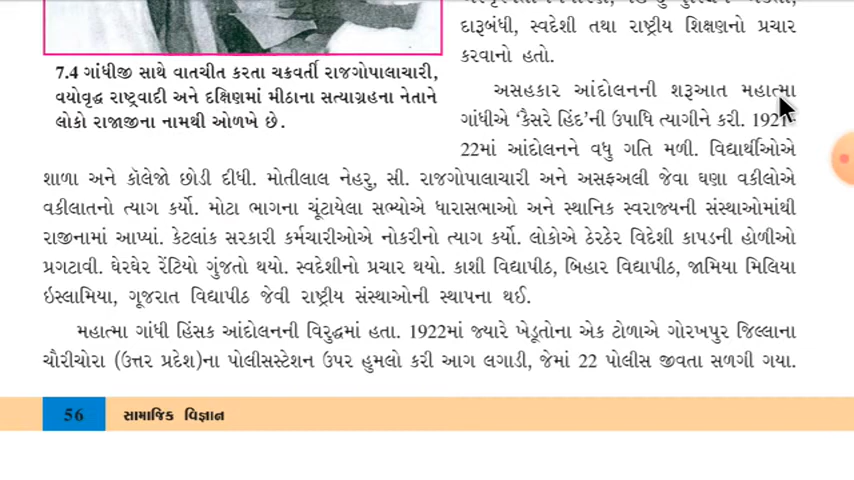 દારૂબંધી, સ્વદેશી તથા રાષ્ટ્રીય શિક્ષણનો પ્રચાર
કરવાનો હતો.
7.4 ગાંધીજી સાથે વાતચીત કરતા ચક્રવર્તી રાજગોપાલાચારી,
વયોવૃદ્ધ રાષ્ટ્રવાદી અને દક્ષિણમાં મીઠાના સત્યાગ્રહના નેતાને
લોકો રાજાજીના નામથી ઓળખે છે.
અસહકાર આંદોલનની શરૂઆત મહાત્મા
ગાંધીએ ‘કૈસરે હિંદ’ની ઉપાધિ ત્યાગીને કરી. 1921-
22માં આંદોલનને વધુ ગતિ મળી. વિદ્યાર્થીઓએ
શાળા અને કૉલેજો છોડી દીધી. મોતીલાલ નેહરુ, સી. રાજગોપાલાચારી અને અસફઅલી જેવા ઘણા વકીલોએ
વકીલાતનો ત્યાગ કર્યો. મોટા ભાગના ચૂંટાયેલા સભ્યોએ ધારાસભાઓ અને સ્થાનિક સ્વરાજ્યની સંસ્થાઓમાંથી
રાજીનામાં આપ્યાં. કેટલાંક સરકારી કર્મચારીઓએ નોકરીનો ત્યાગ કર્યો. લોકોએ ઠેરઠેર વિદેશી કાપડની હોળીઓ
પ્રગટાવી. ઘેરઘેર રેંટિયો ગુંજતો થયો. સ્વદેશીનો પ્રચાર થયો. કાશી વિદ્યાપીઠ, બિહાર વિદ્યાપીઠ, જામિયા મિલિયા
ઇસ્લામિયા, ગૂજરાત વિદ્યાપીઠ જેવી રાષ્ટ્રીય સંસ્થાઓની સ્થાપના થઈ.
મહાત્મા ગાંધી હિંસક આંદોલનની વિરુદ્ધમાં હતા. 1922માં જ્યારે ખેડૂતોના એક ટોળાએ ગોરખપુર જિલ્લાના
ચૌરીચોરા (ઉત્તર પ્રદેશ)ના પોલીસસ્ટેશન ઉપર હુમલો કરી આગ લગાડી, જેમાં 22 પોલીસ જીવતા સળગી ગયા.
56 સામાજિક વિજ્ઞાન